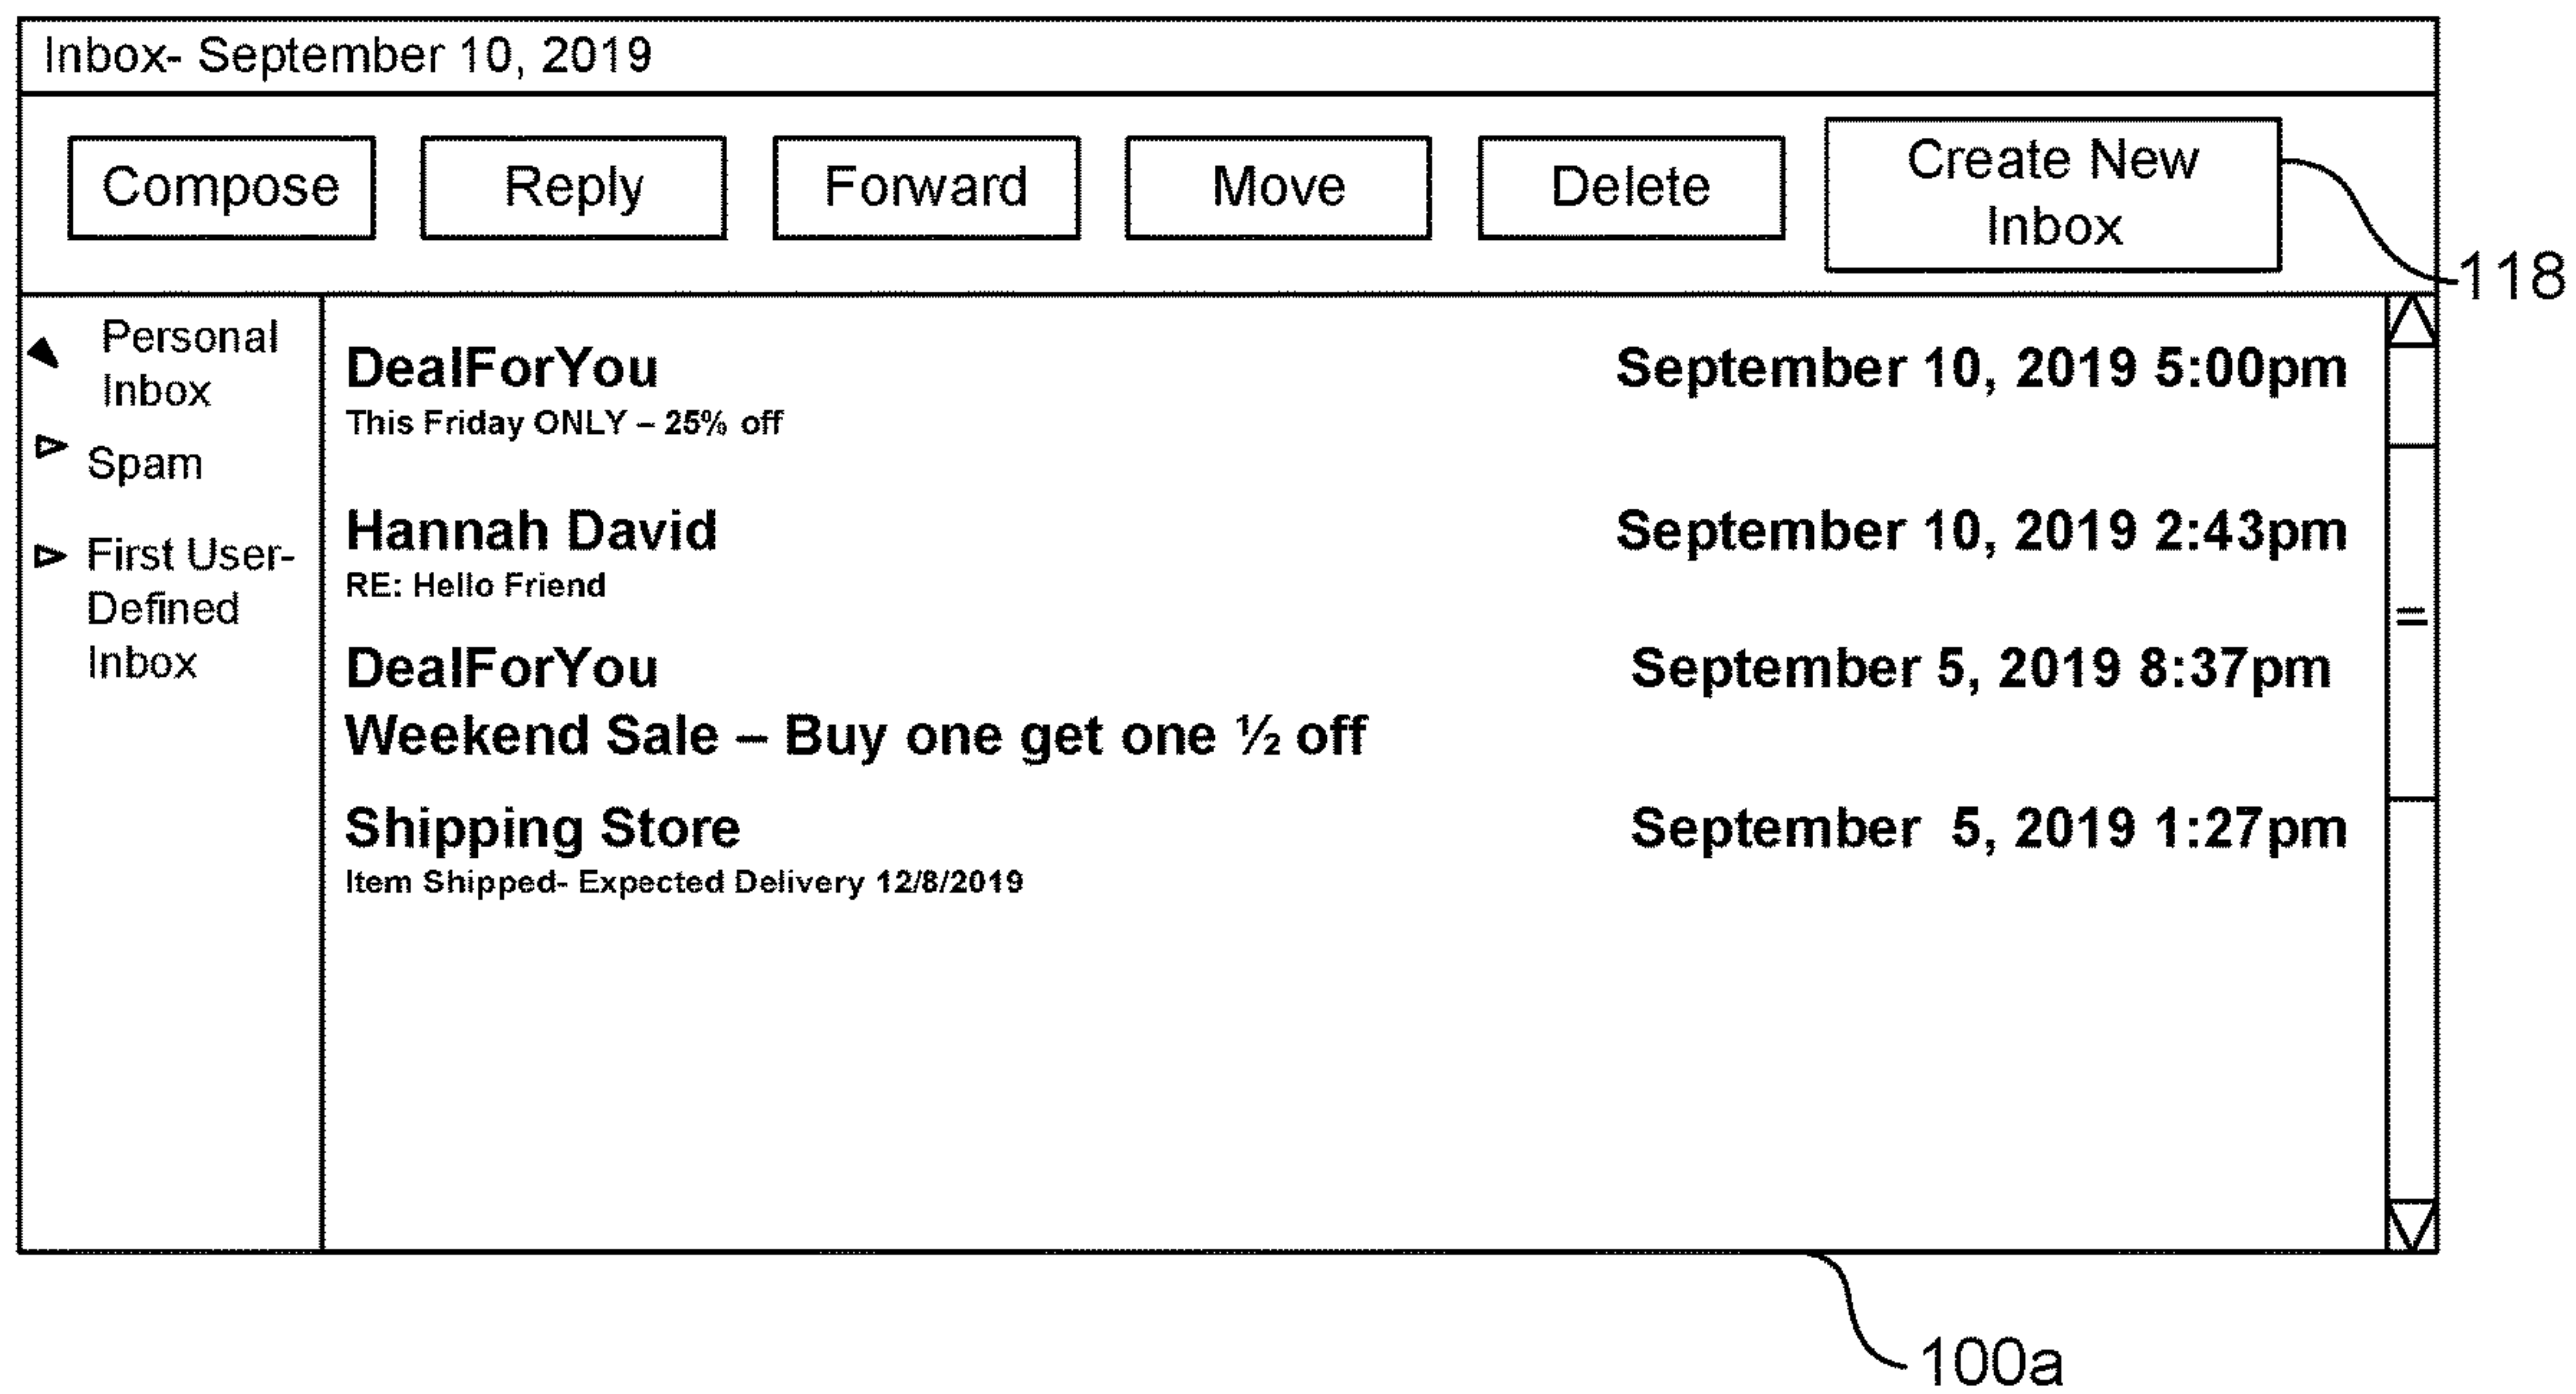 Inbox- September 10, 2019
Compose Reply Forward Move Delete Create New
Inbox
118
Personal
Inbox
Spam
First User-
Defined
Inbox
DealForYou September 10, 2019 5:00pm
This Friday ONLY – 25% off
Hannah David September 10, 2019 2:43pm
RE: Hello Friend
DealForYou September 5, 2019 8:37pm
Weekend Sale – Buy one get one ½ off
Shipping Store September 5, 2019 1:27pm
Item Shipped- Expected Delivery 12/8/2019
100a